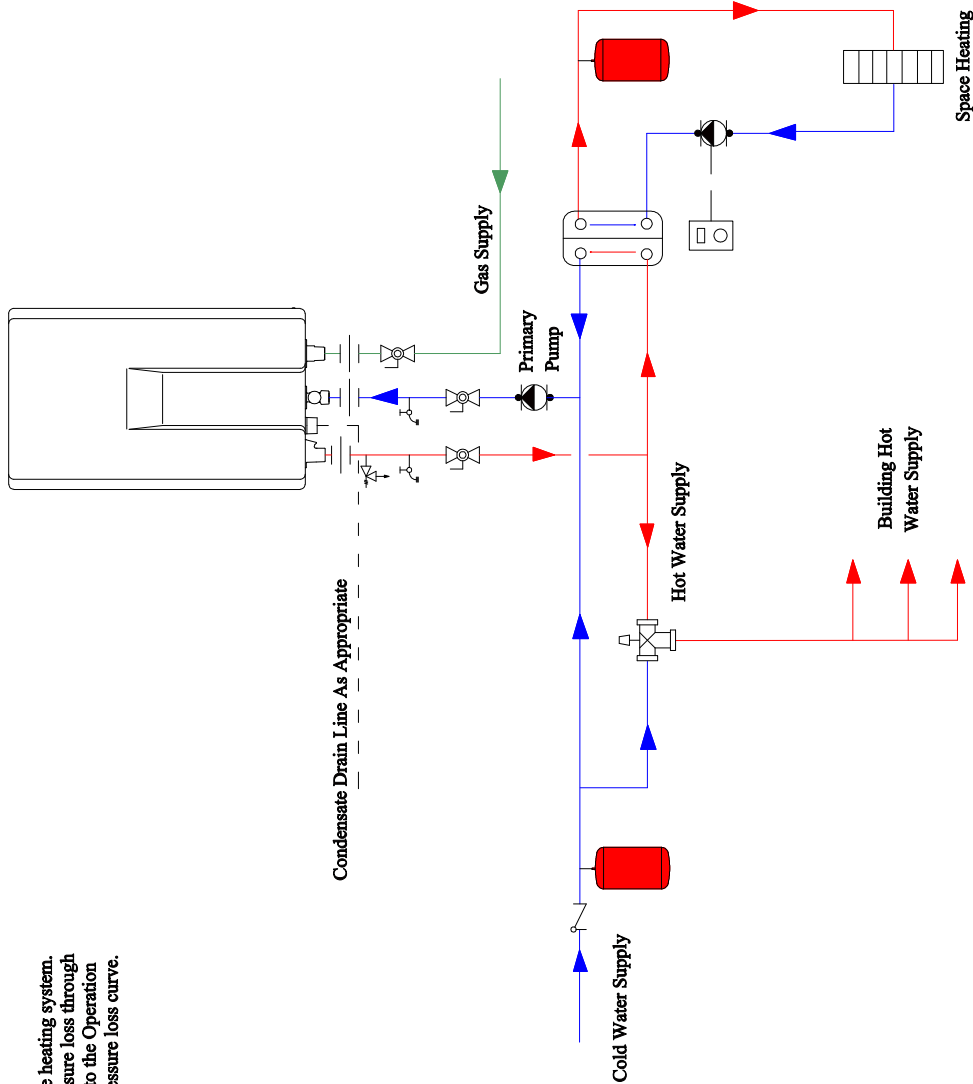 e heating system.
sure loss through
to the Operation
essure loss curve.
Cold Water Supply
Condensate Drain Line As Appropriate
Hot Water Supply
Building Hot
Water Supply
Primary
Pump
Gas Supply
Space Heating